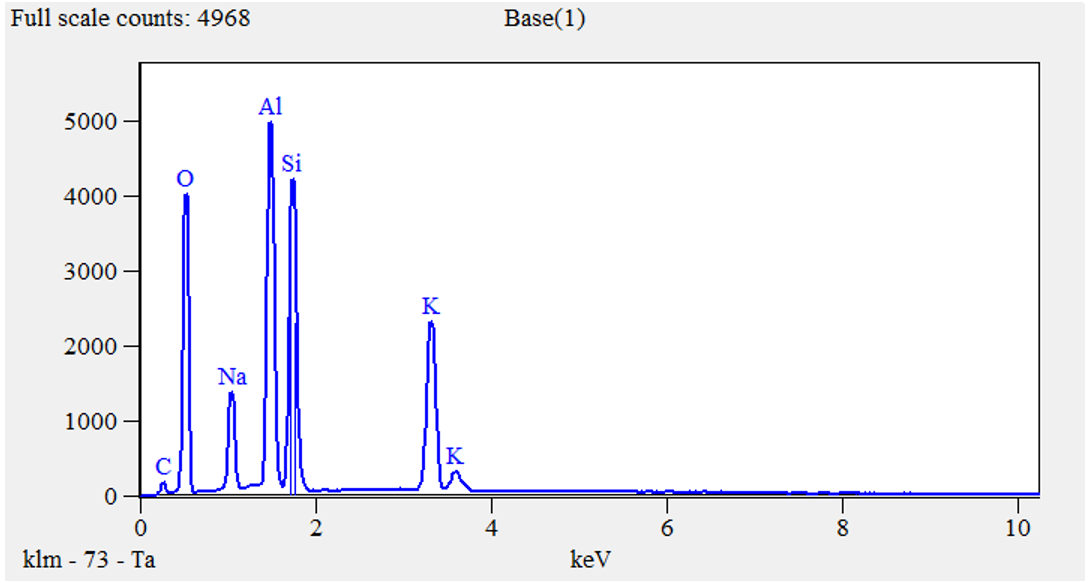 Full scale counts: 4968 Base(1)
5000
4000
3000
2000
1000
0
Al
Si
O
K
Na
K
C
0 2 4 6 8 10
klm - 73 - Ta keV